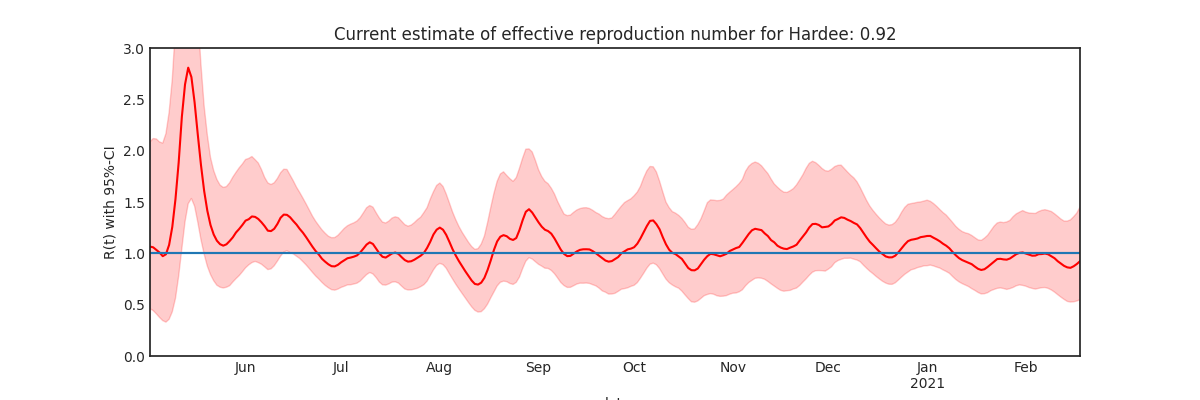 Current estimate of effective reproduction number for Hardee: 0.92
R(t) with 95%-CI
3.0
2.5
2.0
1.5
1.0
0.5
0.0
Jun Jul Aug Sep Oct Nov Dec Jan Feb
2021